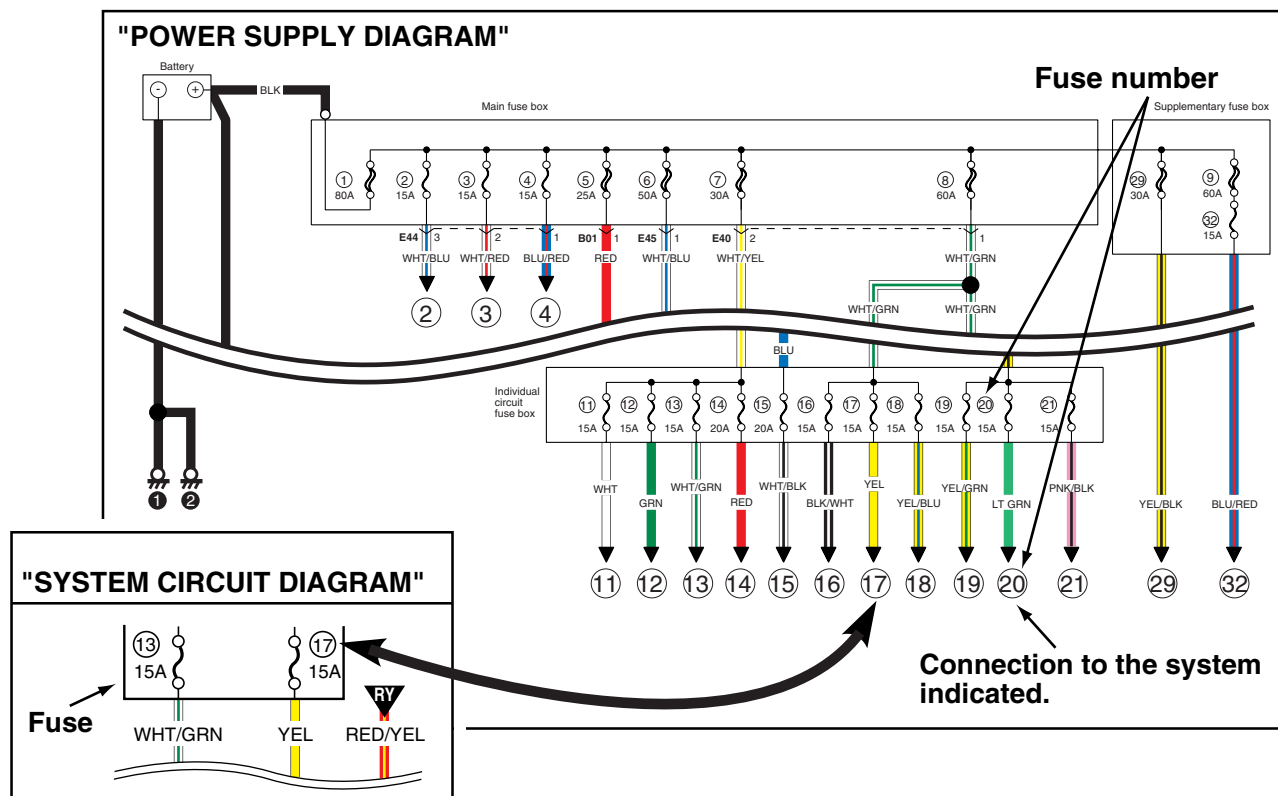 "POWER SUPPLY DIAGRAM"
Battery
- +
BLK
Fuse number
Main fuse box
Supplementary fuse box
1 2 3 4 5 6 7 8 29 9
80A 15A 15A 15A 25A 50A 30A 60A 30A 60A
32
15A
E44 3 2 1 B01 1 E45 1 E40 2 1
WHT/BLU WHT/RED BLU/RED RED WHT/BLU WHT/YEL WHT/GRN
2 3 4
WHT/GRN WHT/GRN
BLU
Individual
circuit
fuse box
11 12 13 14 15 16 17 18 19 20 21
15A 15A 15A 20A 20A 15A 15A 15A 15A 15A 15A
WHT GRN WHT/GRN RED WHT/BLK BLK/WHT YEL YEL/BLU YEL/GRN LT GRN PNK/BLK YEL/BLK BLU/RED
1 2
11 12 13 14 15 16 17 18 19 20 21 29 32
"SYSTEM CIRCUIT DIAGRAM"
13 17
15A 15A
Fuse
RY
WHT/GRN YEL RED/YEL
Connection to the system
indicated.